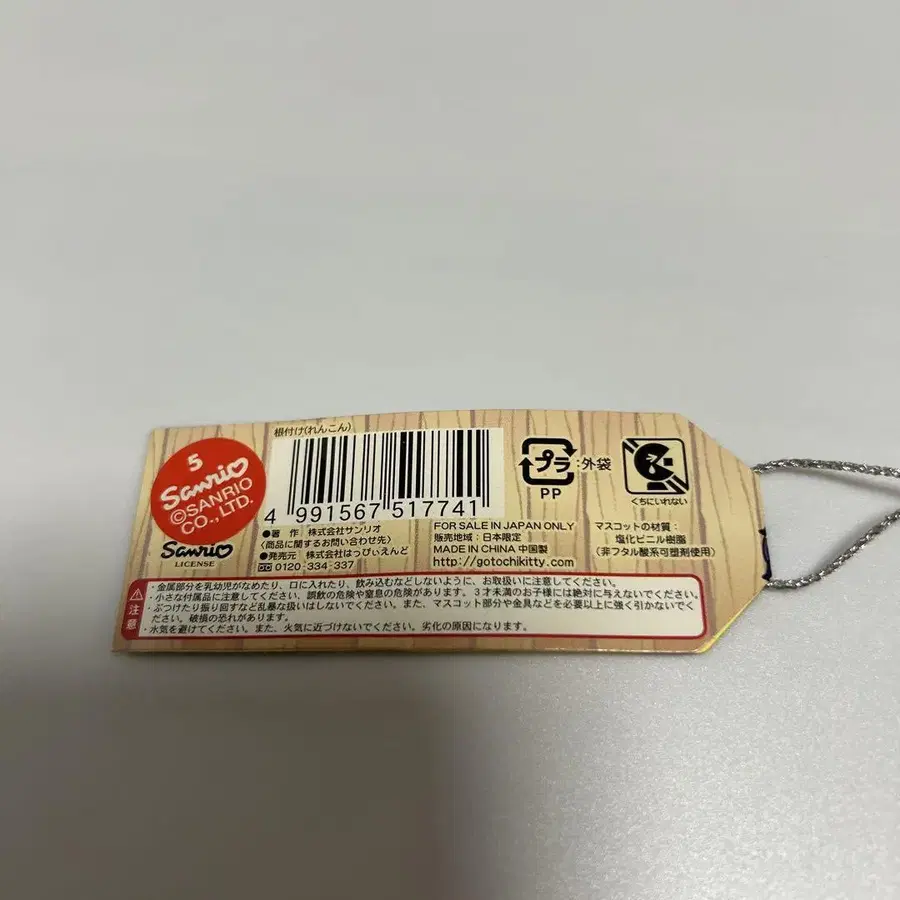 根付け(れんこん)
5
Sanrio
©SANRIO
CO., LTD.
Sanrio
LICENSE
4 991567 517741
●著 作 株式会社サンリオ
〈商品に関するお問い合わせ先〉
●発売元 株式会社はっぴぃえんど
0120-334-337
FOR SALE IN JAPAN ONLY
販売地域:日本限定
MADE IN CHINA 中国製
http://gotochikitty.com
プラ
:外袋
PP
くちにいれない
マスコットの材質:
塩化ビニル樹脂
(非フタル酸系可塑剤使用)
注意
・金属部分を乳幼児がなめたり、口に入れたり、飲み込むなどしないように、お取扱いに注意してください。
・小さな付属品に注意してください。誤飲の危険や窒息の危険があります。3才未満のお子様には絶対に与えないでください。
・ぶつけたり振り回すなど乱暴な扱いはしないでください。また、マスコット部分や金具などを必要以上に強く引かないでく
ださい。破損の恐れがあります。
・水気を避けてください。また、火気に近づけないでください。劣化の原因になります。